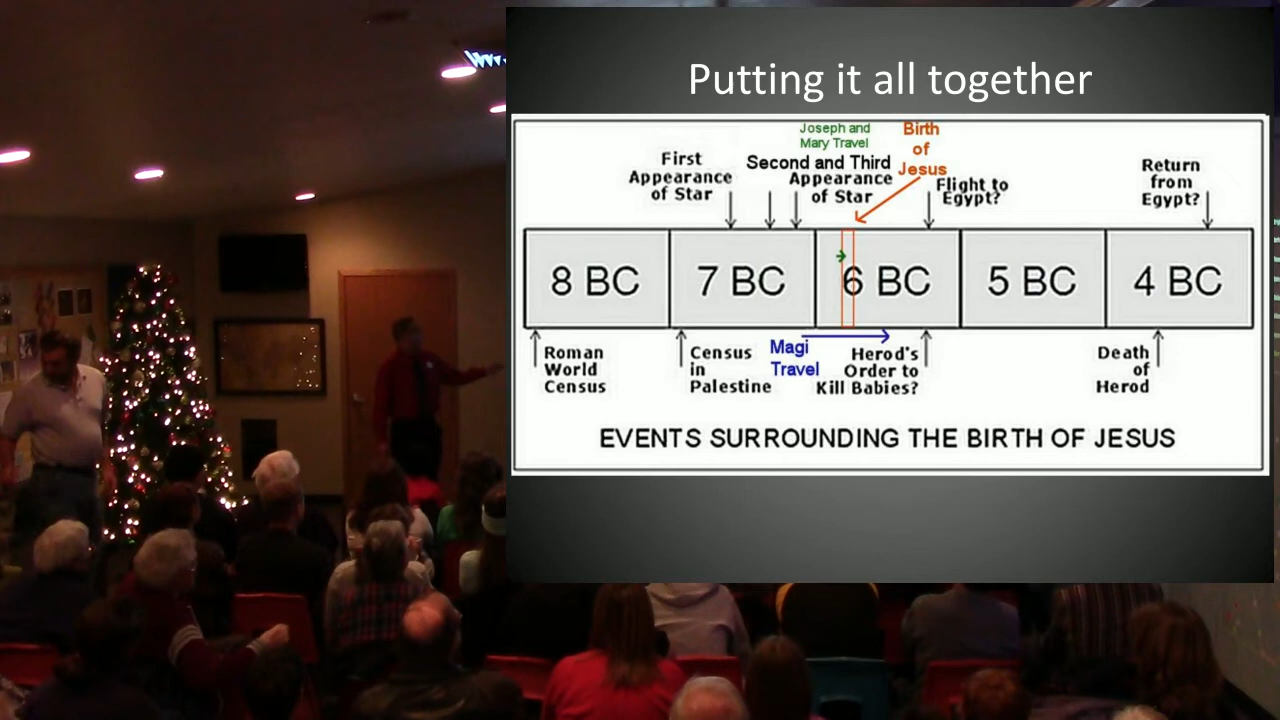 Putting it all together
Joseph and
Mary Travel
Birth
of
Jesus
First
Appearance
of Star
Second and Third
Appearance
of Star
Flight to
Egypt?
Return
from
Egypt?
8 BC
7 BC
6 BC
5 BC
4 BC
Roman
World
Census
Census
in
Palestine
Magi
Travel
Herod's
Order to
Kill Babies?
Death
of
Herod
EVENTS SURROUNDING THE BIRTH OF JESUS